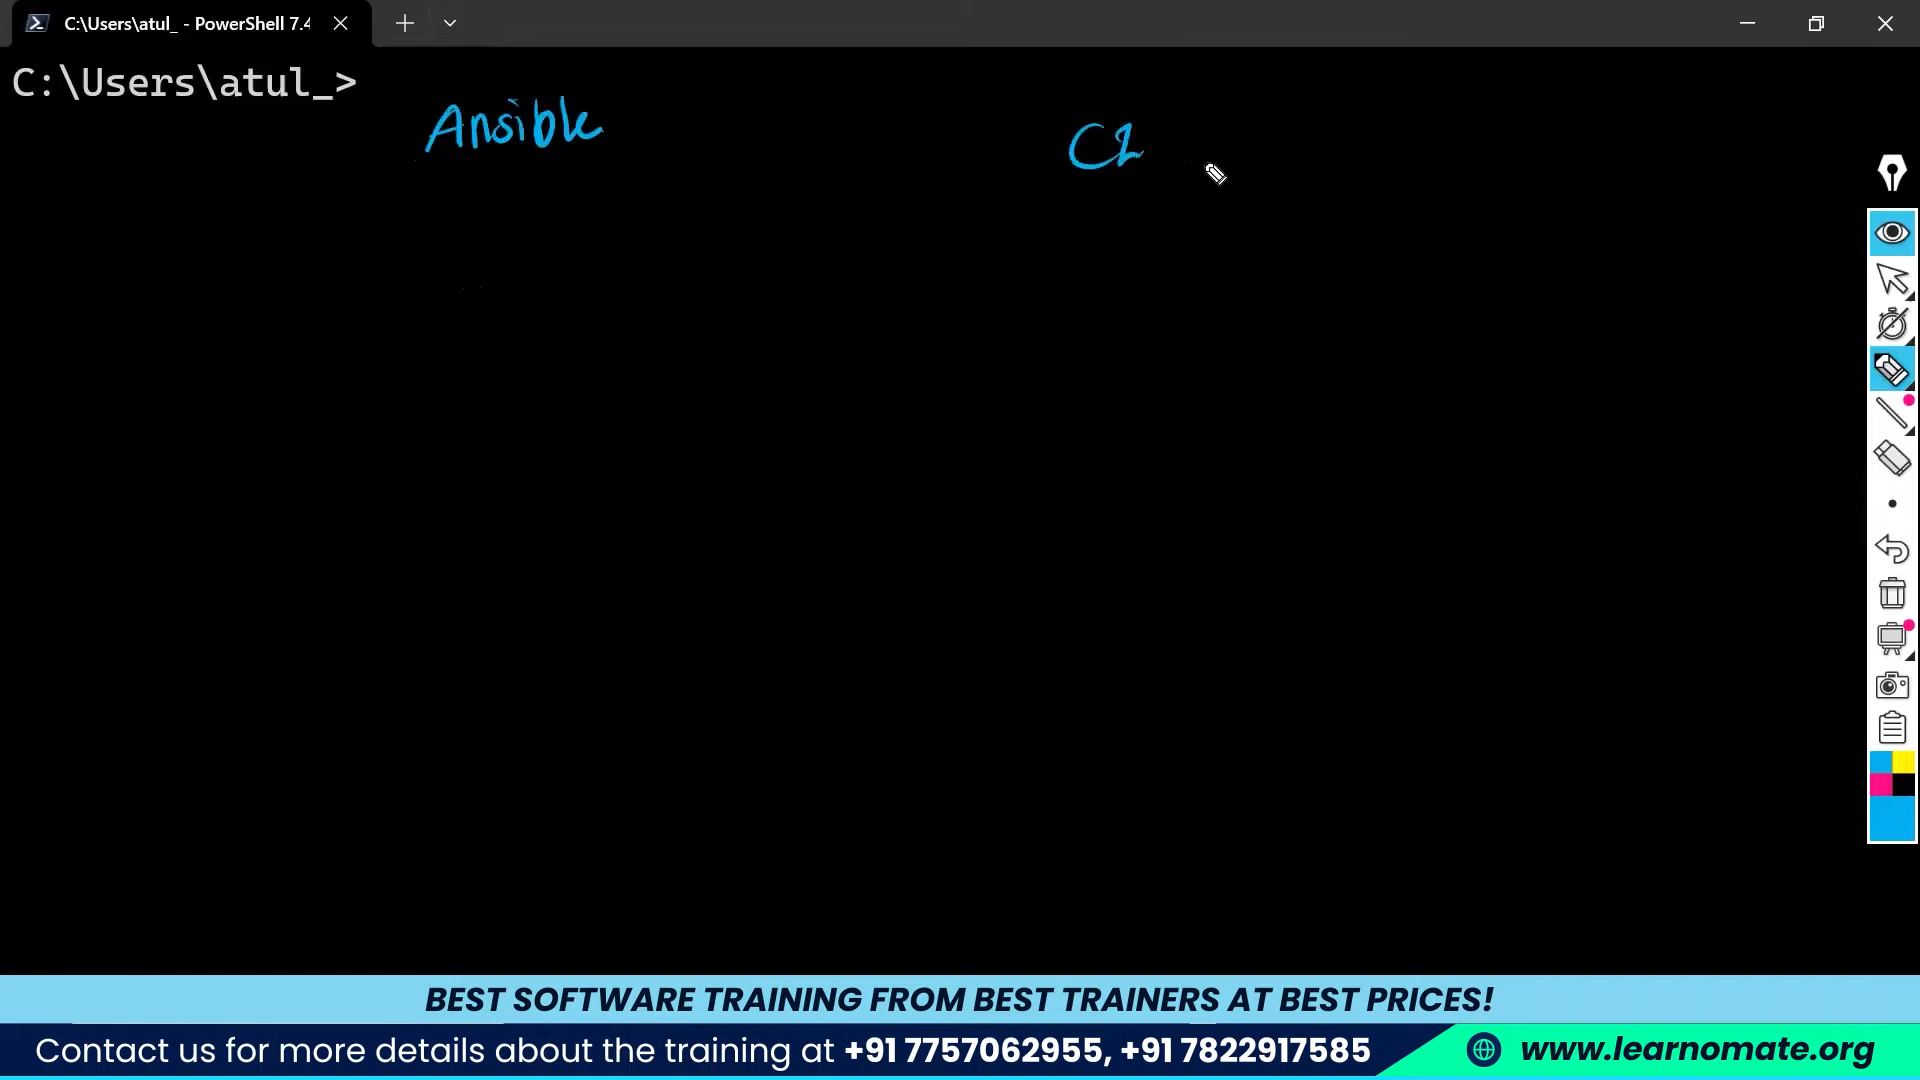 C:\Users\atul_ - PowerShell 7.4
C:\Users\atul_>
Ansible
BEST SOFTWARE TRAINING FROM BEST TRAINERS AT BEST PRICES!
Contact us for more details about the training at +91 7757062955, +91 7822917585
www.learnomate.org